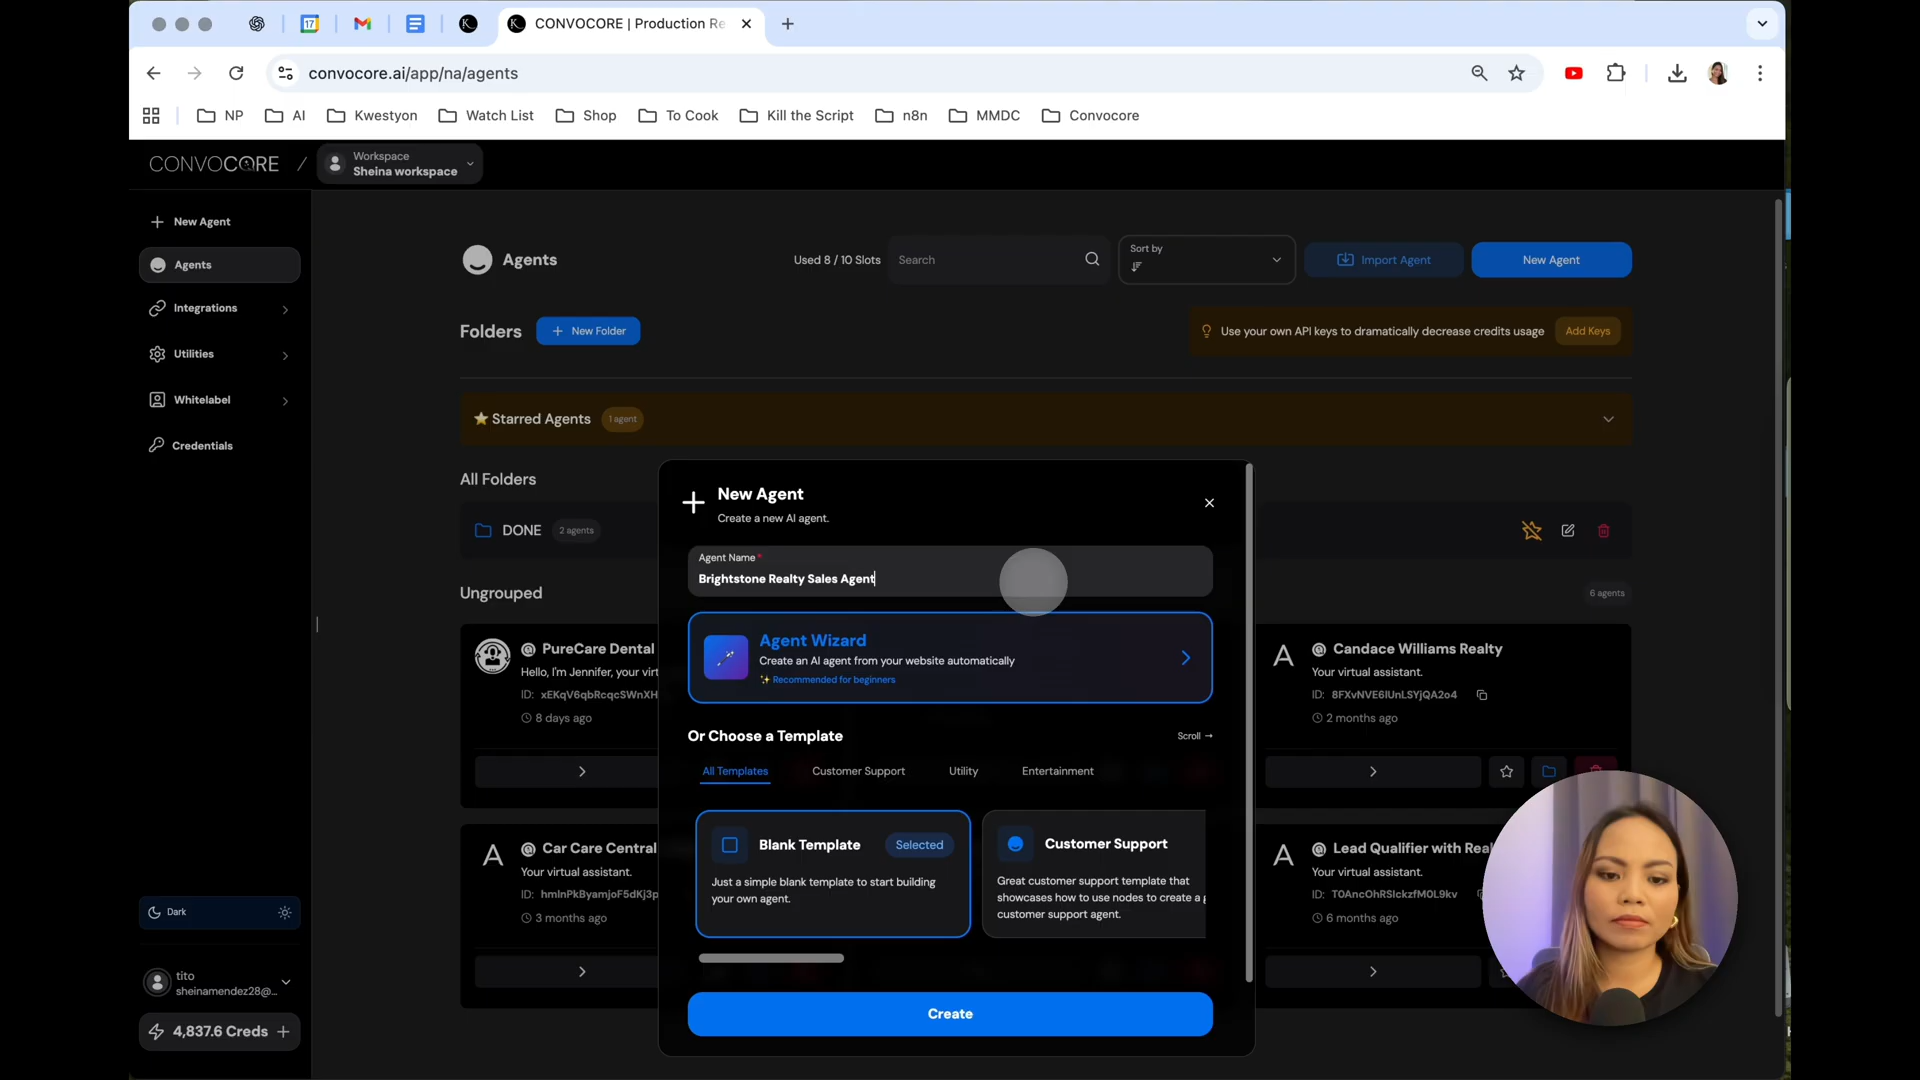 CONVOCORE | Production Re
convocore.ai/app/na/agents
NP
AI
Kwestyon
Watch List
Shop
To Cook
Kill the Script
n8n
MMDC
Convocore
CONVOCORE /
Workspace
Sheina workspace
New Agent
Agents
Integrations
Utilities
Whitelabel
Credentials
Dark
tito
sheinamendez28@...
4,837.6 Creds
Agents
Used 8 / 10 Slots
Search
Sort by
Import Agent
New Agent
Folders
New Folder
Use your own API keys to dramatically decrease credits usage
Add Keys
Starred Agents
1 agent
All Folders
DONE
2 agents
Ungrouped
6 agents
PureCare Dental
Hello, I'm Jennifer, your virt
ID: xEKqV6qbRcqcSWnXH
8 days ago
Candace Williams Realty
Your virtual assistant.
ID: 8FXvNVE6IUnLSYjQA2o4
2 months ago
A
A
Car Care Central
Your virtual assistant.
ID: hmInPkByamjoF5dKj3p
3 months ago
A
Lead Qualifier with Real
Your virtual assistant.
ID: T0AncOhRSIckzfM0L9kv
6 months ago
New Agent
Create a new AI agent.
Agent Name*
Brightstone Realty Sales Agent
Agent Wizard
Create an AI agent from your website automatically
Recommended for beginners
Or Choose a Template
Scroll →
All Templates
Customer Support
Utility
Entertainment
Blank Template
Selected
Just a simple blank template to start building
your own agent.
Customer Support
Great customer support template that
showcases how to use nodes to create a
customer support agent.
Create